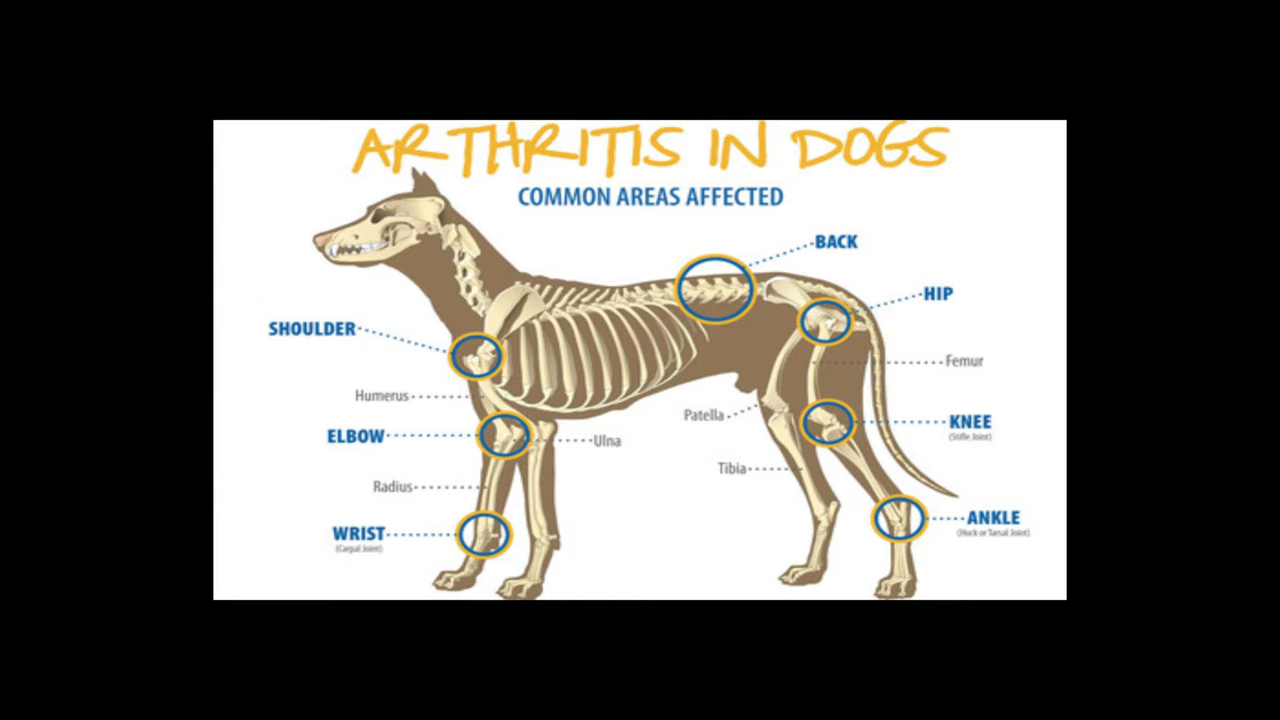 ARTHRITIS IN DOGS
COMMON AREAS AFFECTED
BACK
HIP
SHOULDER
Femur
Humerus
Patella
KNEE
(Stifle Joint)
ELBOW
Ulna
Tibia
Radius
ANKLE
(Hock or Tarsal Joint)
WRIST
(Carpal Joint)